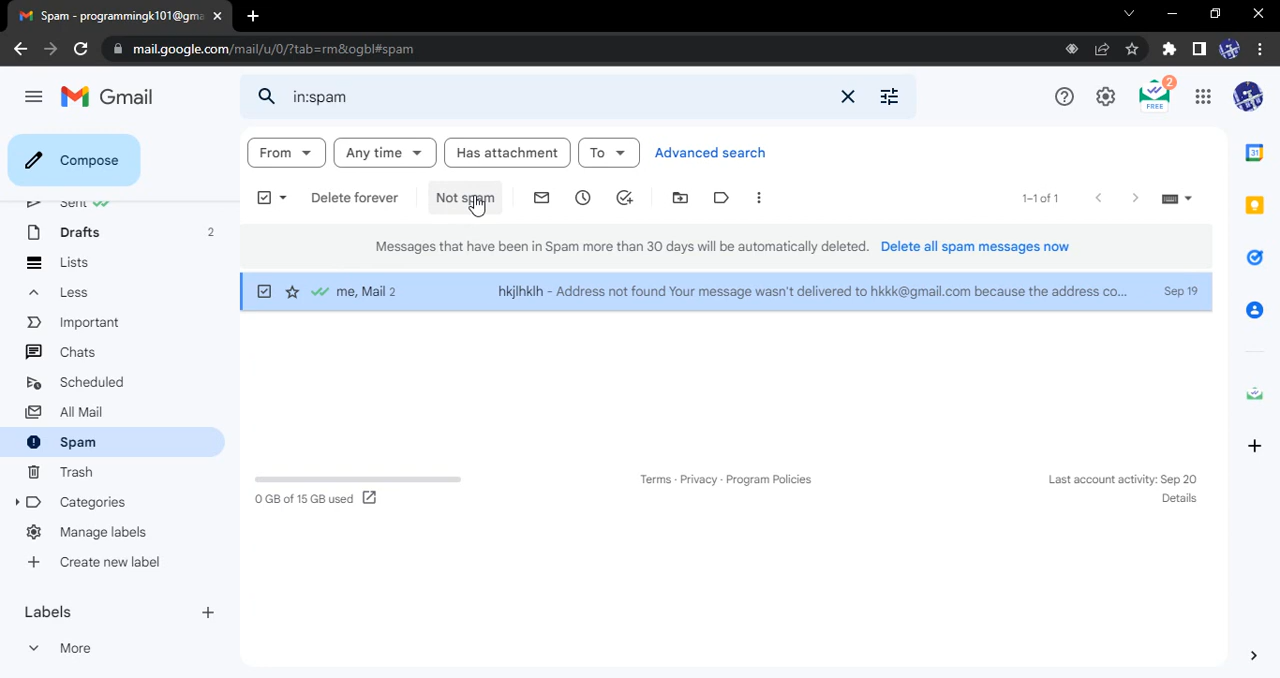 Spam - programmingk101@gma
mail.google.com/mail/u/0/?tab=rm&ogbl#spam
Gmail
in:spam
2
FREE
Compose
From
Any time
Has attachment
To
Advanced search
31
Sent
Delete forever
Not spam
1-1 of 1
Drafts 2
Messages that have been in Spam more than 30 days will be automatically deleted. Delete all spam messages now
Lists
Less
me, Mail 2 hkjlhklh - Address not found Your message wasn't delivered to hkkk@gmail.com because the address co... Sep 19
Important
Chats
Scheduled
All Mail
Spam
Trash
Categories
Manage labels
Create new label
Labels
More
0 GB of 15 GB used
Terms · Privacy · Program Policies
Last account activity: Sep 20
Details